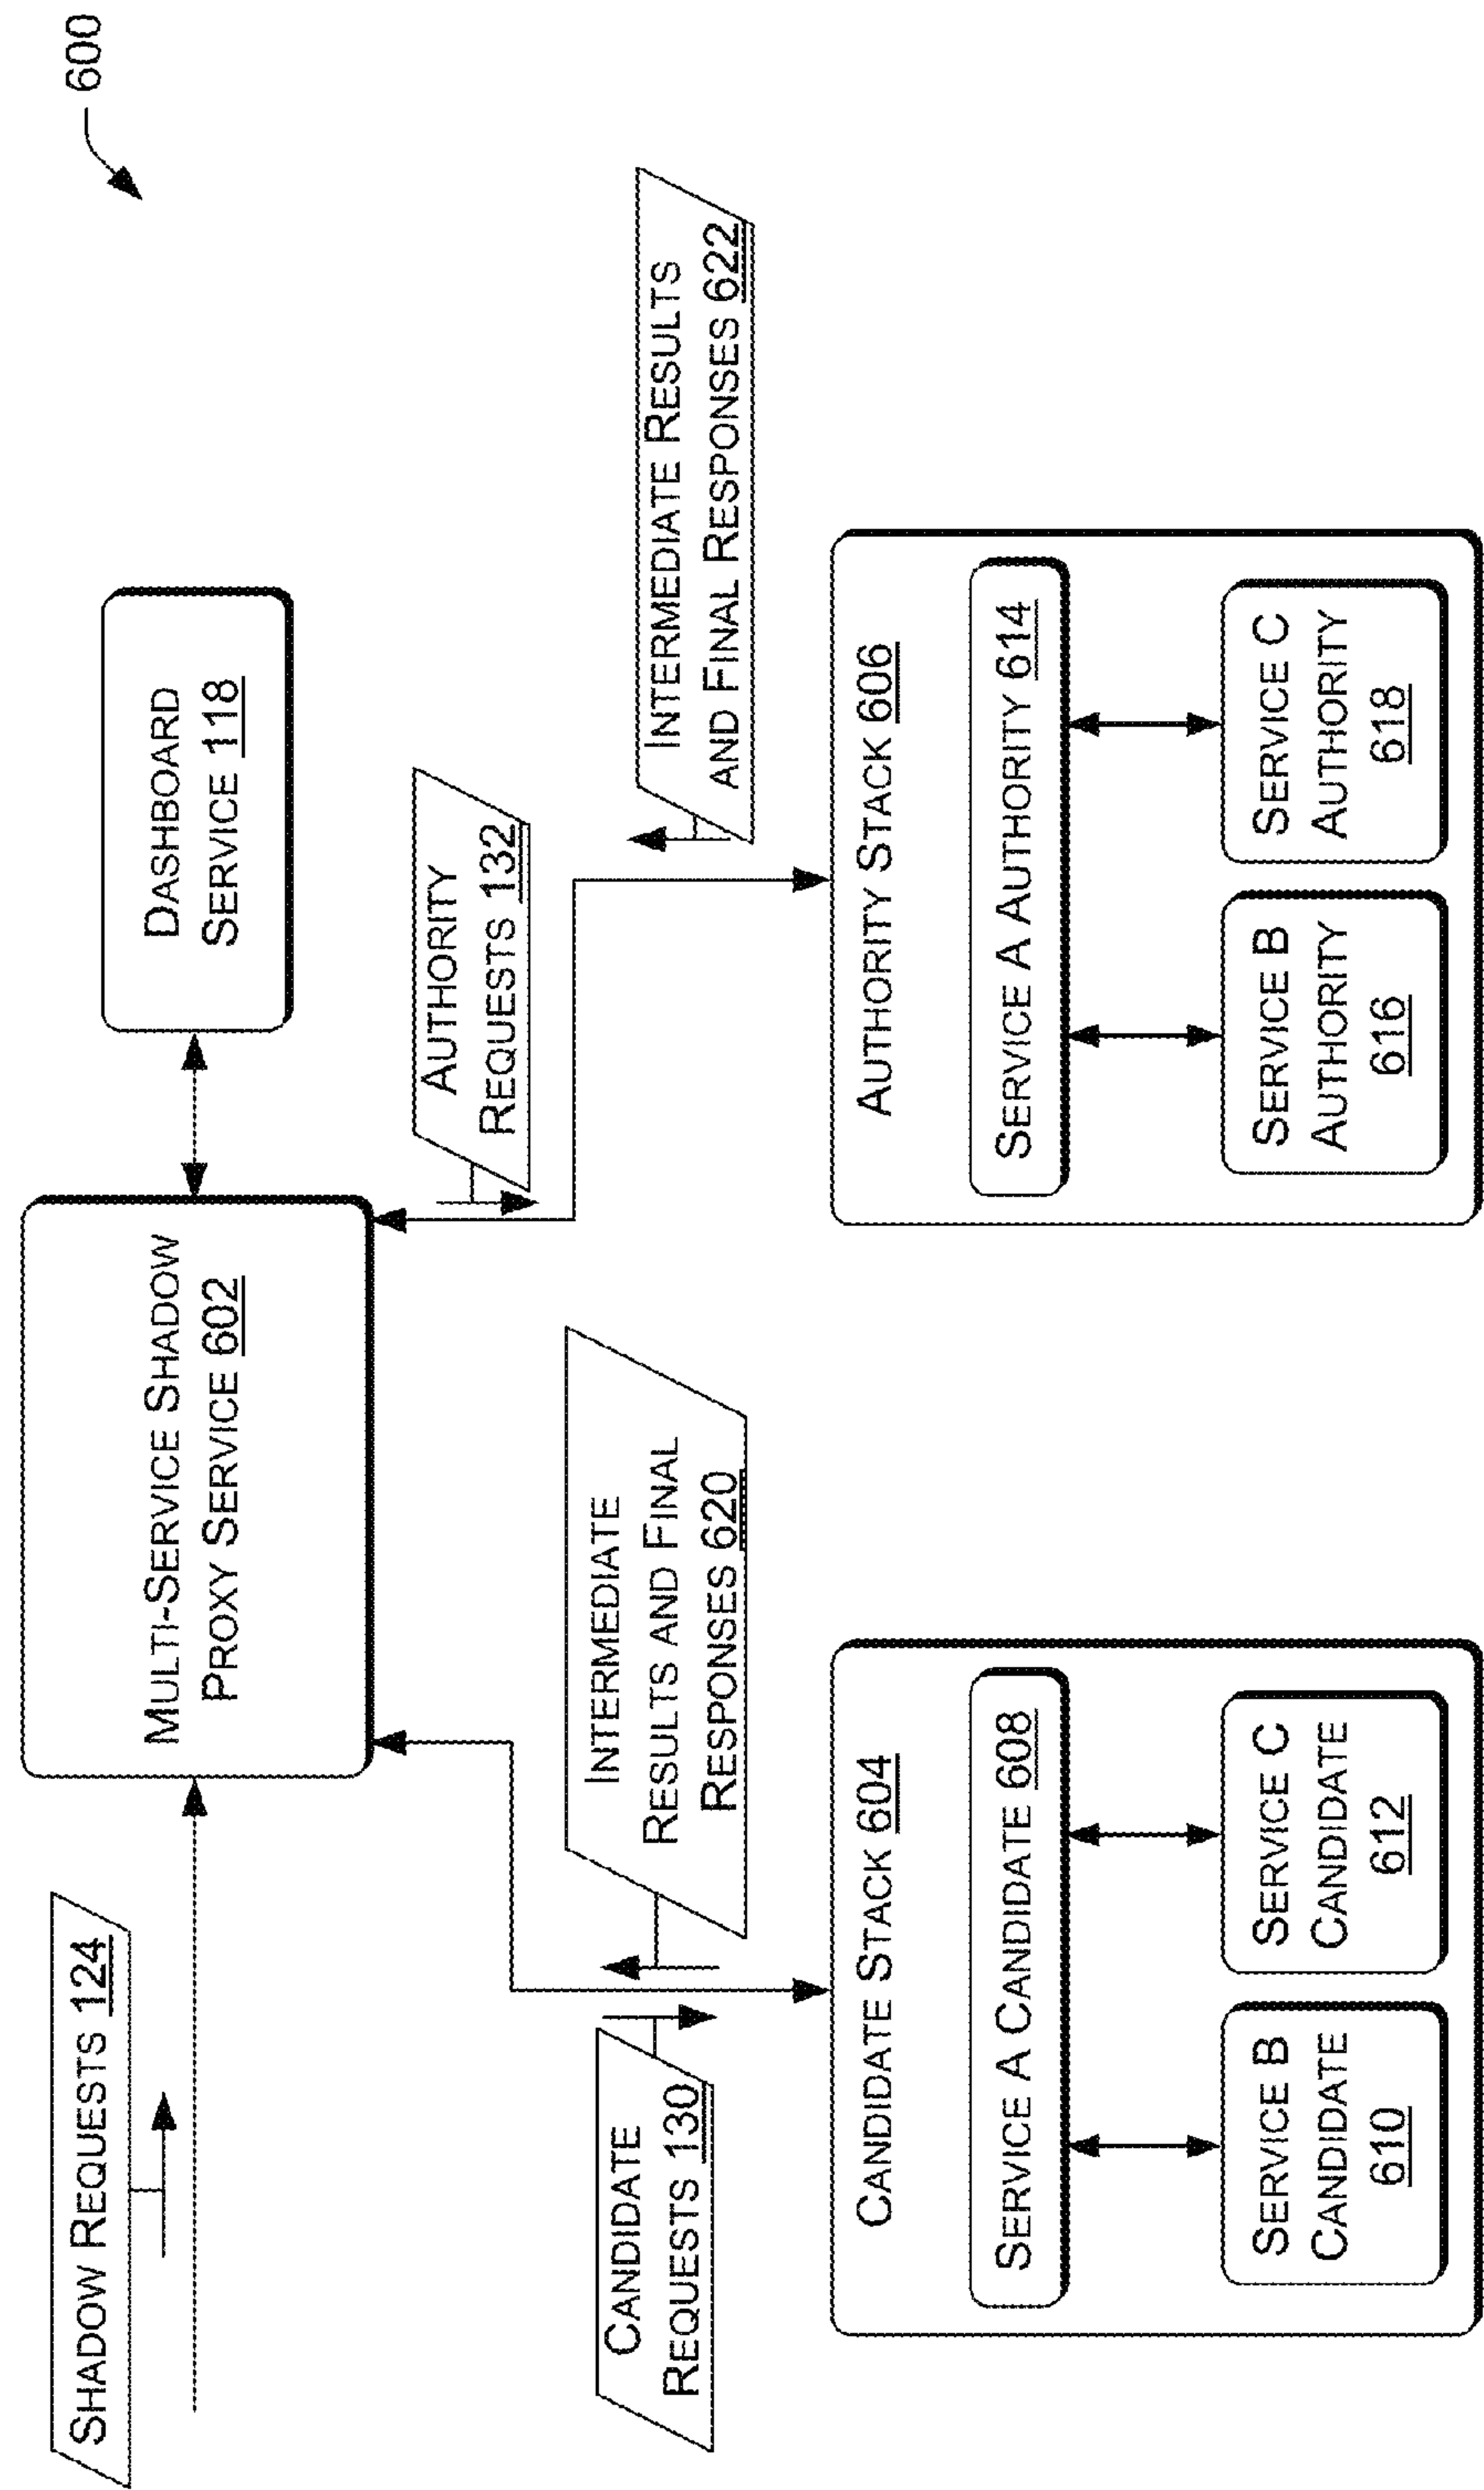 600
SHADOW REQUESTS 124
MULTI-SERVICE SHADOW
PROXY SERVICE 602
DASHBOARD
SERVICE 118
AUTHORITY
REQUESTS 132
CANDIDATE
REQUESTS 130
INTERMEDIATE
RESULTS AND FINAL
RESPONSES 620
INTERMEDIATE RESULTS
AND FINAL RESPONSES 622
CANDIDATE STACK 604
SERVICE A CANDIDATE 608
SERVICE B
CANDIDATE
610
SERVICE C
CANDIDATE
612
AUTHORITY STACK 606
SERVICE A AUTHORITY 614
SERVICE B
AUTHORITY
616
SERVICE C
AUTHORITY
618